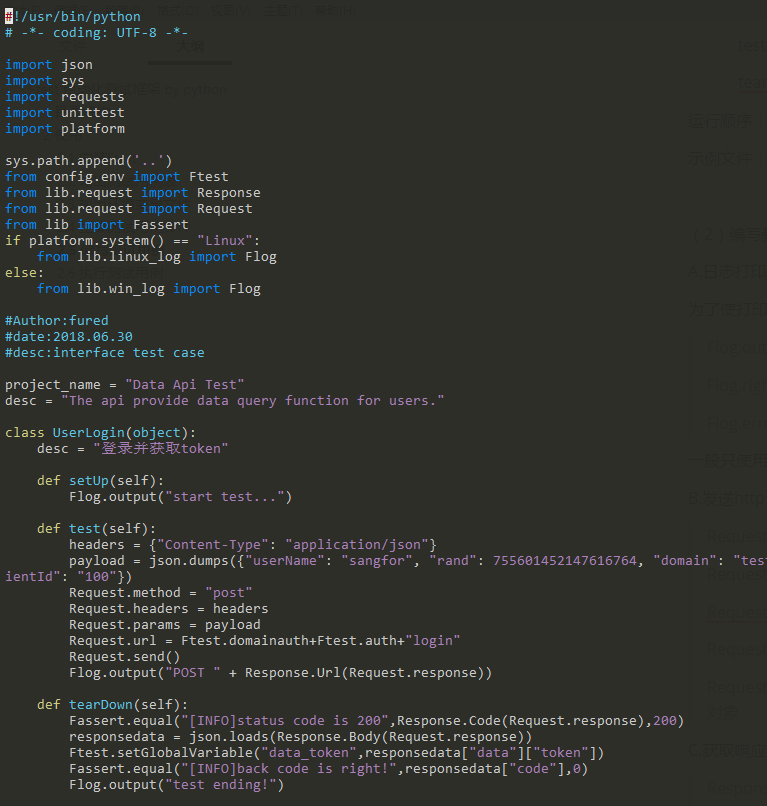 #!/usr/bin/python
# -*- coding: UTF-8 -*-

import json
import sys
import requests
import unittest
import platform

sys.path.append('..')
from config.env import Ftest
from lib.request import Response
from lib.request import Request
from lib import Fassert
if platform.system() == "Linux":
    from lib.linux_log import Flog
else:
    from lib.win_log import Flog

#Author:fured
#date:2018.06.30
#desc:interface test case

project_name = "Data Api Test"
desc = "The api provide data query function for users."

class UserLogin(object):
    desc = "登录并获取token"

    def setUp(self):
        Flog.output("start test...")

    def test(self):
        headers = {"Content-Type": "application/json"}
        payload = json.dumps({"userName": "sangfor", "rand": 755601452147616764, "domain": "test
ientId": "100"})
        Request.method = "post"
        Request.headers = headers
        Request.params = payload
        Request.url = Ftest.domainauth+Ftest.auth+"login"
        Request.send()
        Flog.output("POST " + Response.Url(Request.response))

    def tearDown(self):
        Fassert.equal("[INFO]status code is 200",Response.Code(Request.response),200)
        responsedata = json.loads(Response.Body(Request.response))
        Ftest.setGlobalVariable("data_token",responsedata["data"]["token"])
        Fassert.equal("[INFO]back code is right!",responsedata["code"],0)
        Flog.output("test ending!")